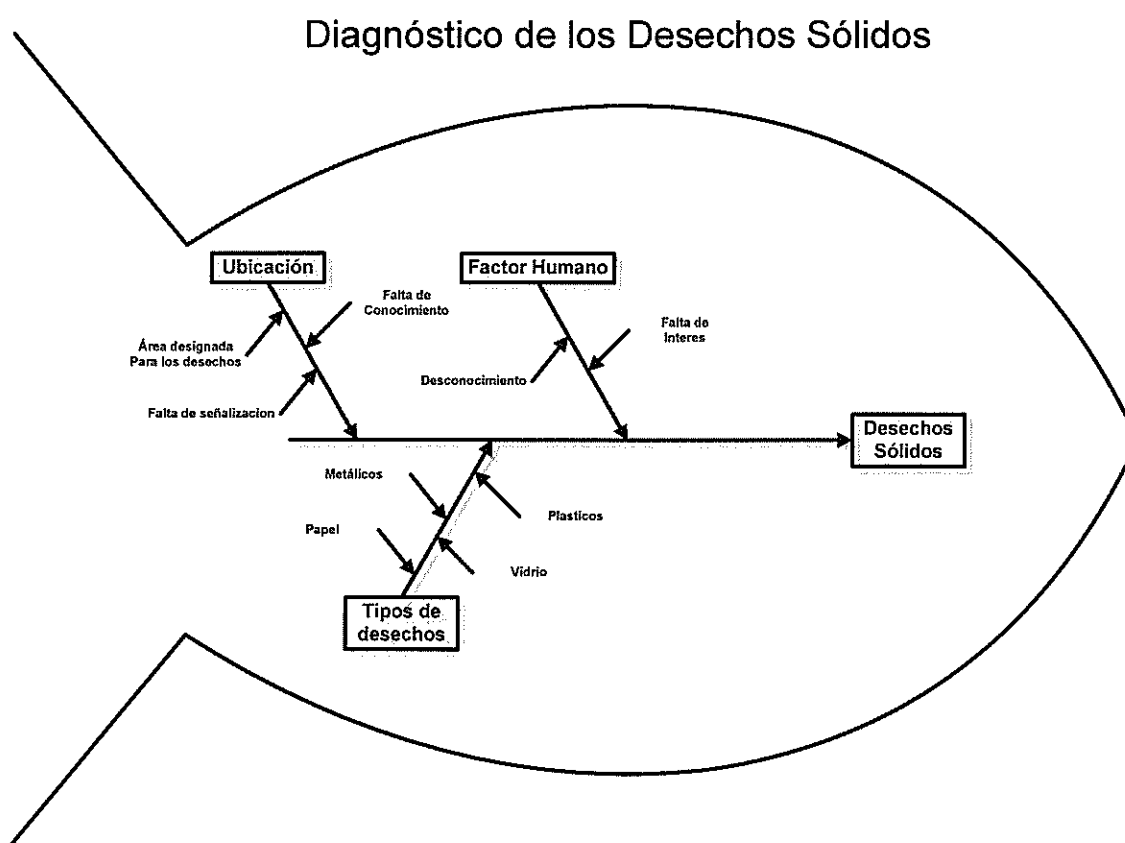 Diagnóstico de los Desechos Sólidos
Ubicación
Factor Humano
Falta de
Conocimiento
Área designada
Para los desechos
Falta de señalizacion
Falta de
Interes
Desconocimiento
Desechos
Sólidos
Metálicos
Papel
Plasticos
Vidrio
Tipos de
desechos